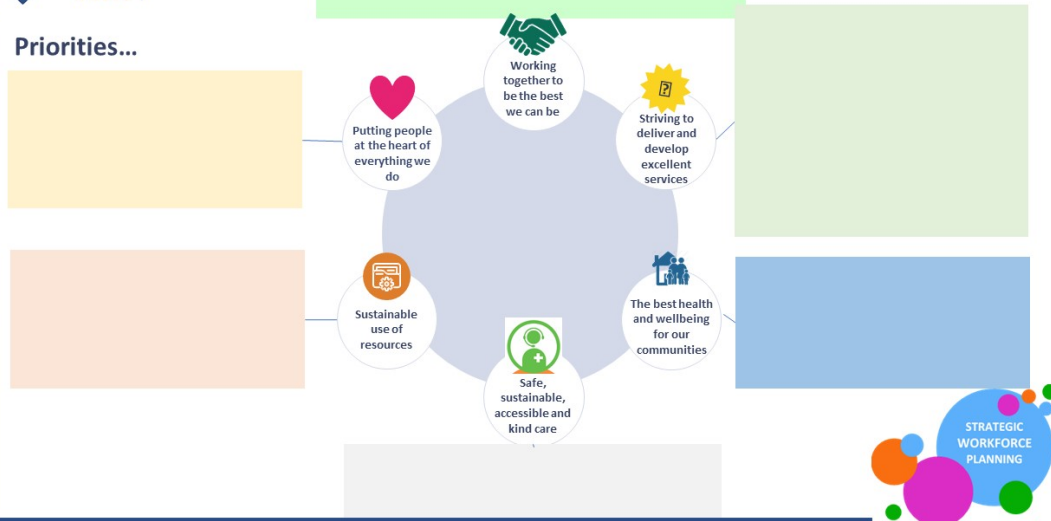 Priorities...
Working
together to
be the best
we can be
Putting people
at the heart of
everything we
do
Striving to
deliver and
develop
excellent
services
Sustainable
use of
resources
The best health
and wellbeing
for our
communities
Safe,
sustainable,
accessible and
kind care
STRATEGIC
WORKFORCE
PLANNING